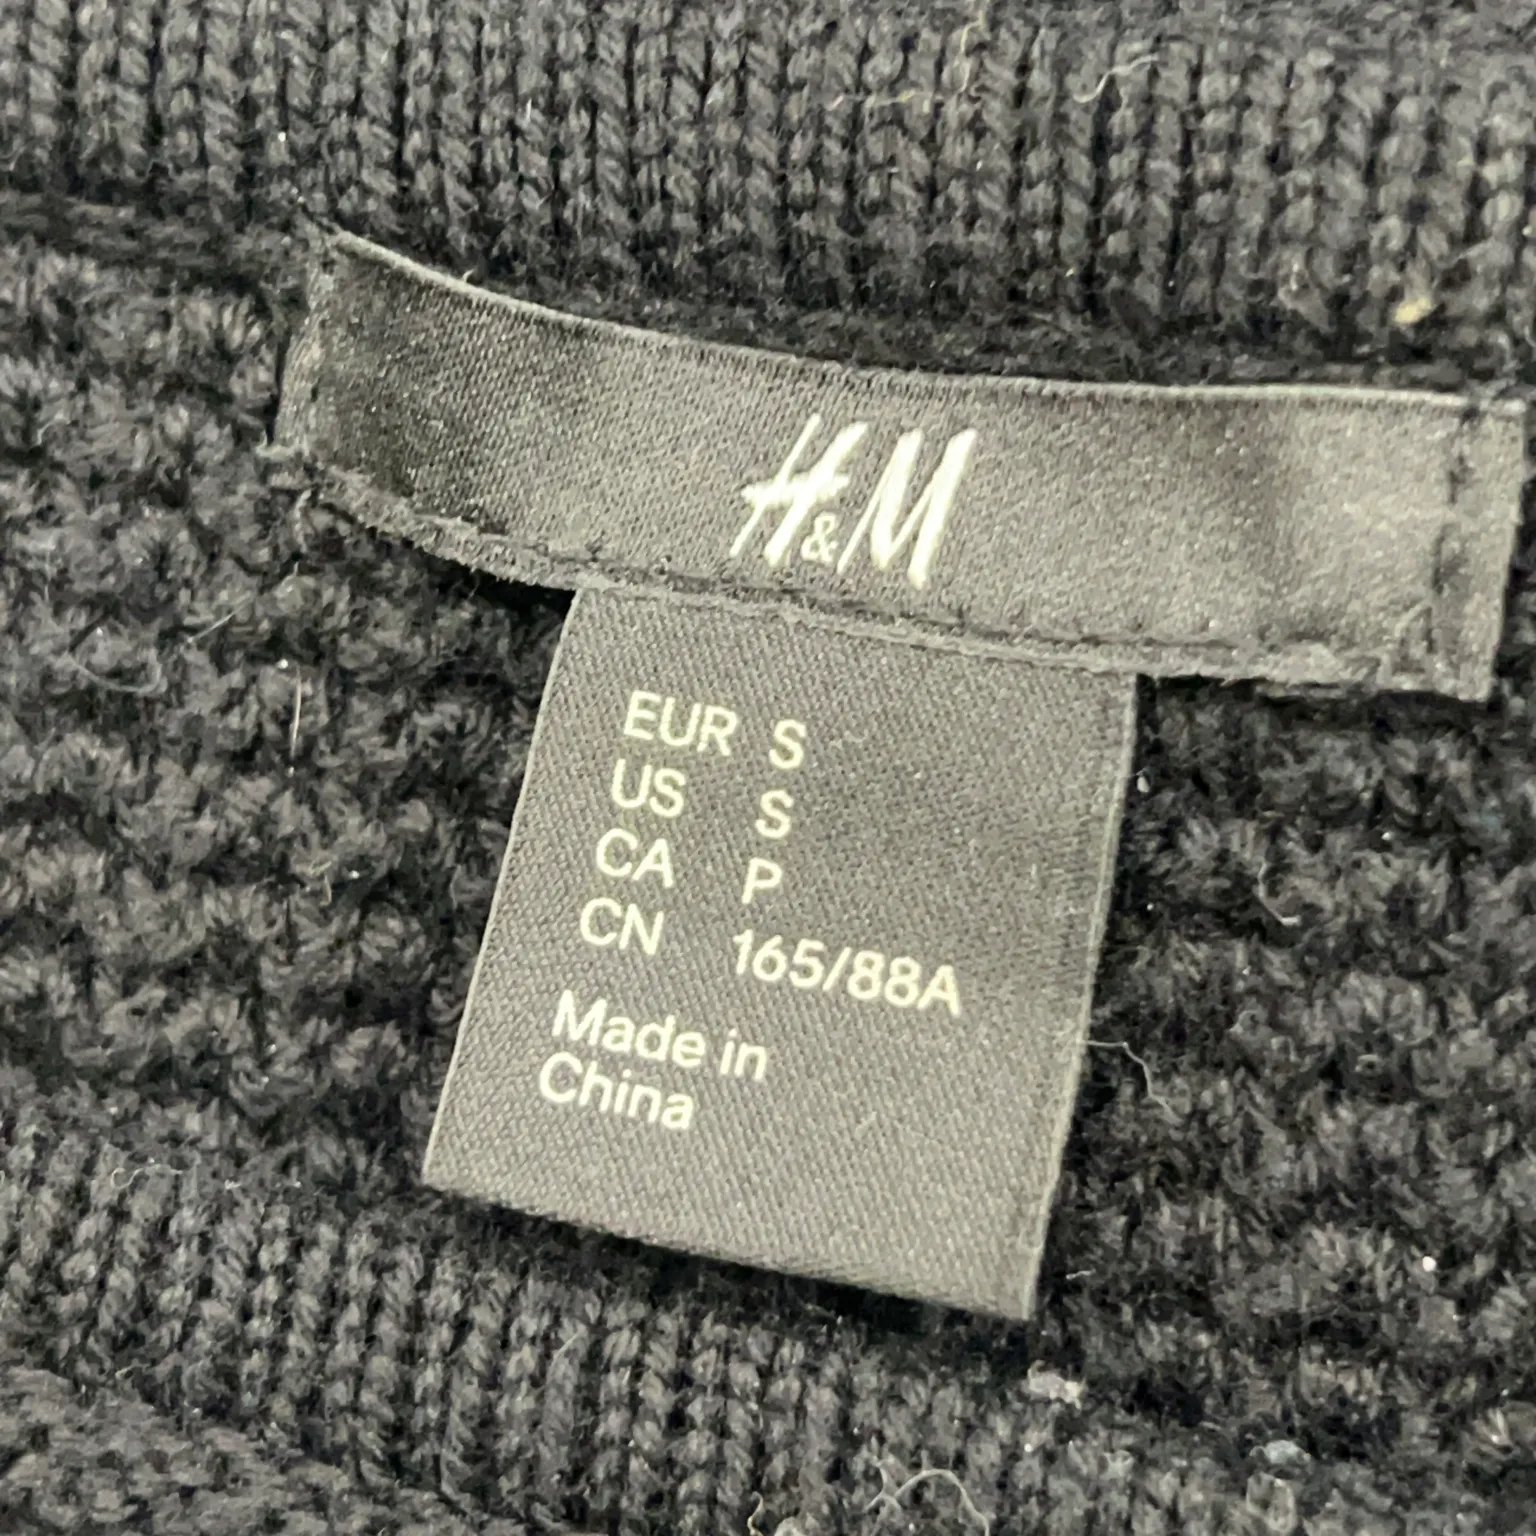 H&M
EUR S
US S
CA P
CN 165/88A
Made in
China